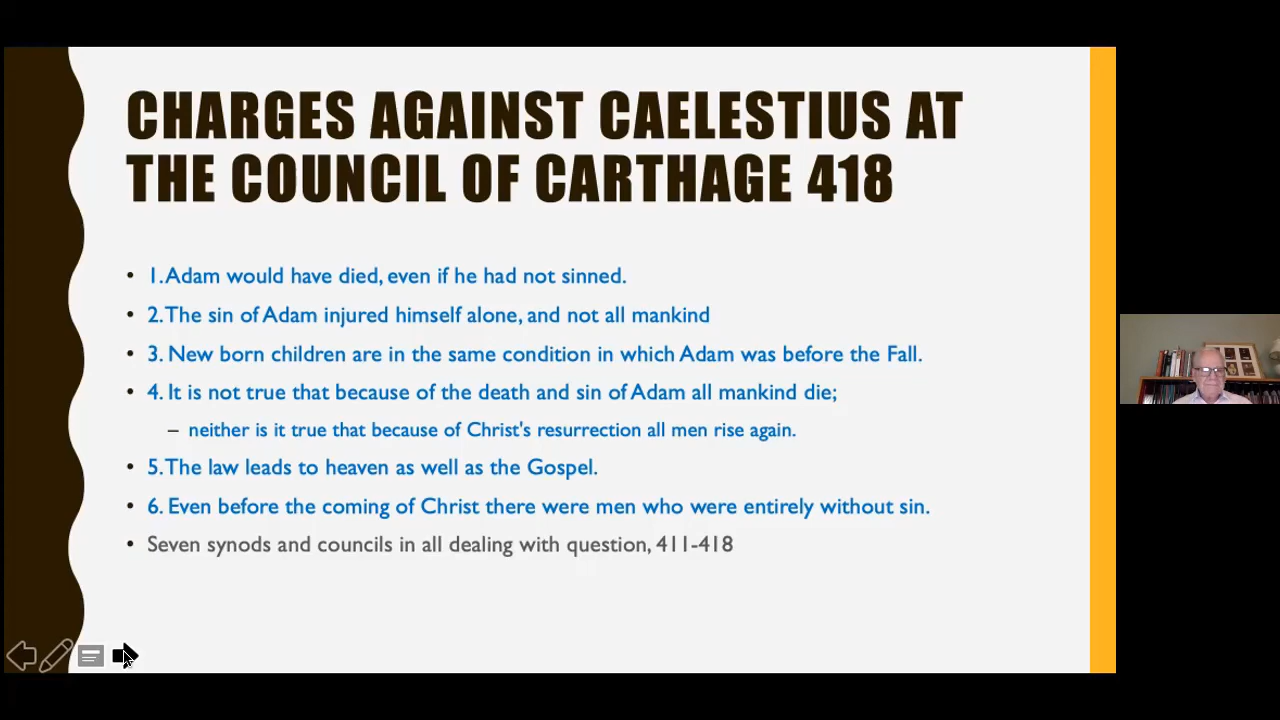 CHARGES AGAINST CAELESTIUS AT
THE COUNCIL OF CARTHAGE 418
• 1. Adam would have died, even if he had not sinned.
• 2. The sin of Adam injured himself alone, and not all mankind
• 3. New born children are in the same condition in which Adam was before the Fall.
• 4. It is not true that because of the death and sin of Adam all mankind die;
– neither is it true that because of Christ's resurrection all men rise again.
• 5. The law leads to heaven as well as the Gospel.
• 6. Even before the coming of Christ there were men who were entirely without sin.
• Seven synods and councils in all dealing with question, 411-418